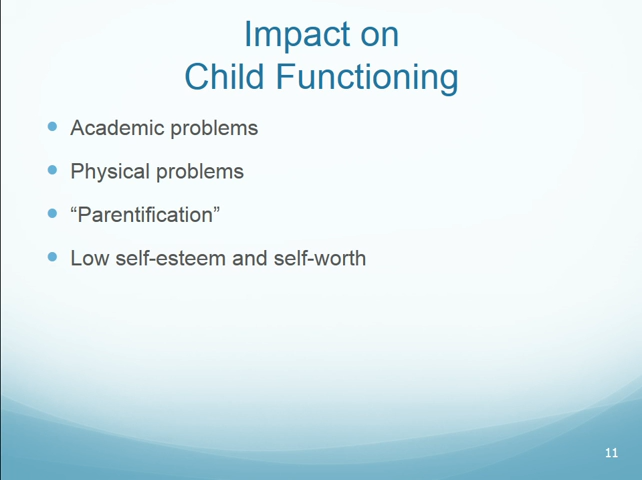 Impact on
Child Functioning
Academic problems
Physical problems
“Parentification”
Low self-esteem and self-worth
11